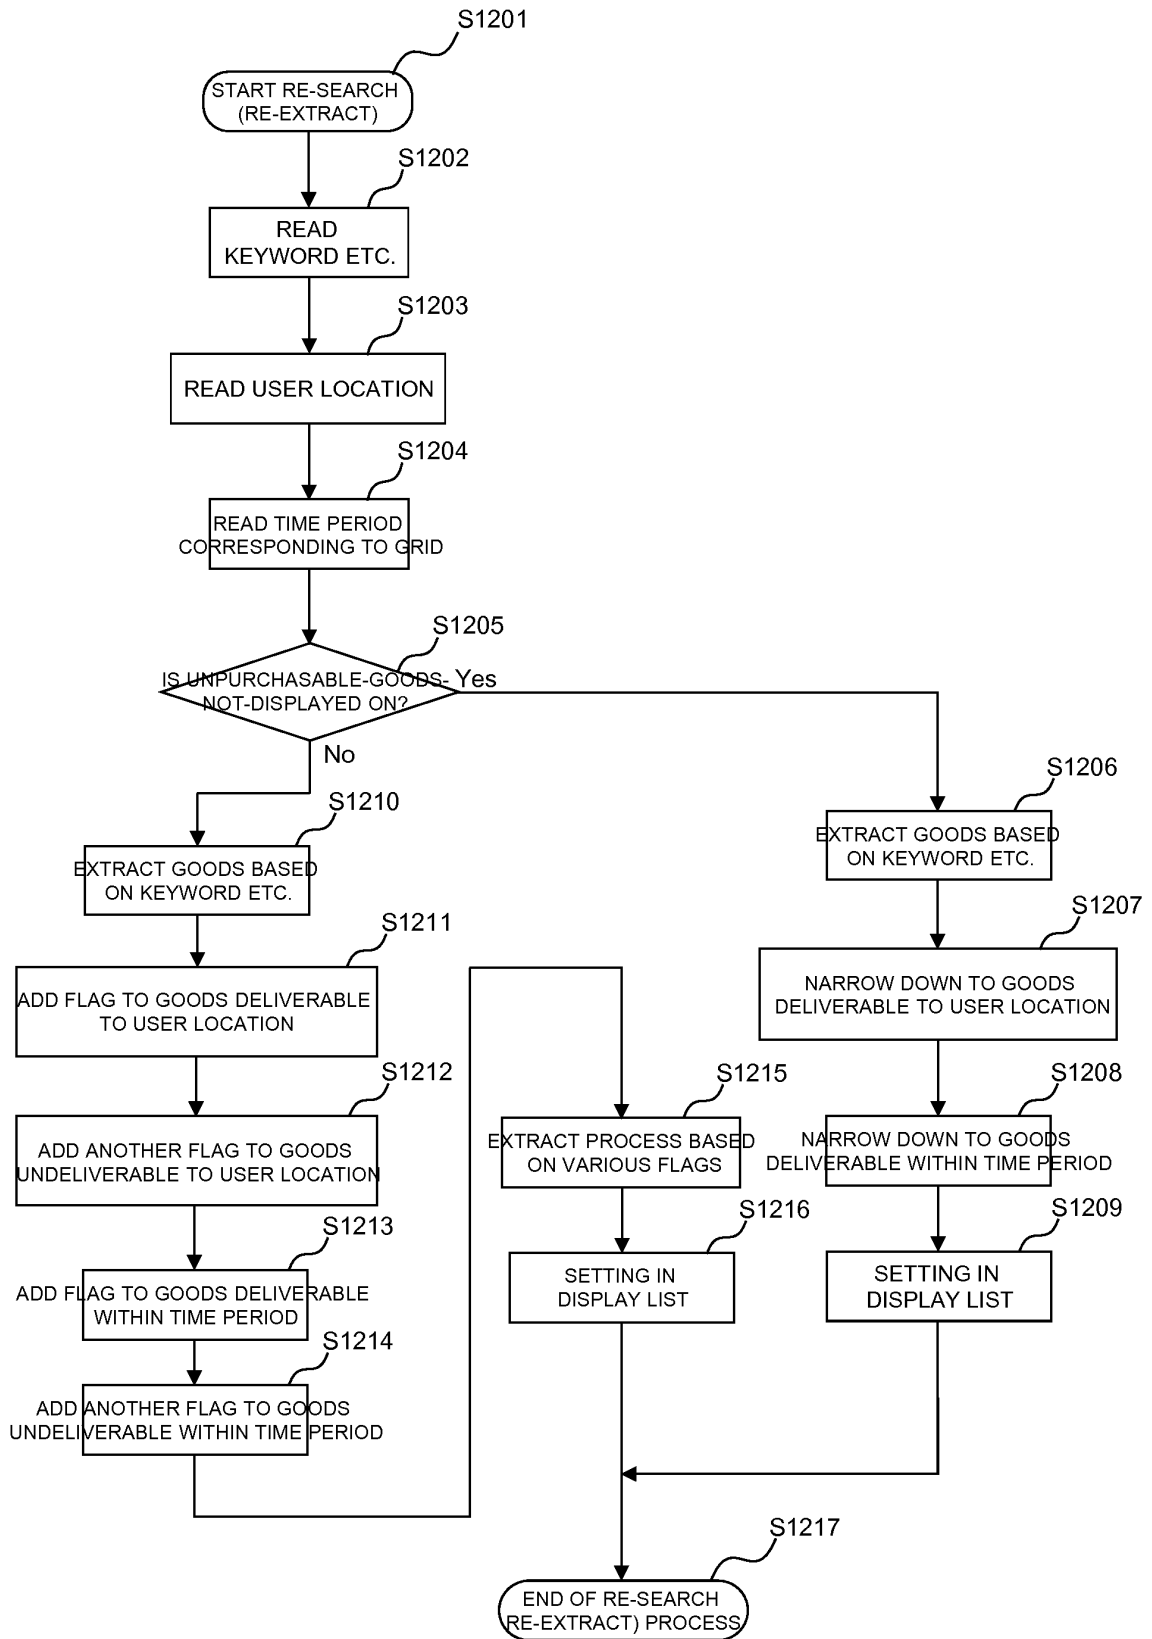 S1201
START RE-SEARCH
(RE-EXTRACT)
S1202
READ
KEYWORD ETC.
S1203
READ USER LOCATION
S1204
READ TIME PERIOD
CORRESPONDING TO GRID
S1205
IS UNPURCHASABLE-GOODS-
NOT-DISPLAYED ON?
Yes
No
S1210
EXTRACT GOODS BASED
ON KEYWORD ETC.
S1211
ADD FLAG TO GOODS DELIVERABLE
TO USER LOCATION
S1212
ADD ANOTHER FLAG TO GOODS
UNDELIVERABLE TO USER LOCATION
S1213
ADD FLAG TO GOODS DELIVERABLE
WITHIN TIME PERIOD
S1214
ADD ANOTHER FLAG TO GOODS
UNDELIVERABLE WITHIN TIME PERIOD
S1215
EXTRACT PROCESS BASED
ON VARIOUS FLAGS
S1216
SETTING IN
DISPLAY LIST
S1206
EXTRACT GOODS BASED
ON KEYWORD ETC.
S1207
NARROW DOWN TO GOODS
DELIVERABLE TO USER LOCATION
S1208
NARROW DOWN TO GOODS
DELIVERABLE WITHIN TIME PERIOD
S1209
SETTING IN
DISPLAY LIST
S1217
END OF RE-SEARCH
RE-EXTRACT) PROCESS